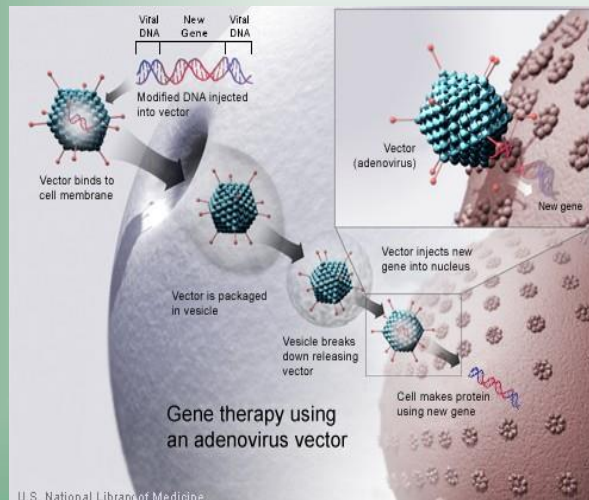 Viral New Viral
DNA Gene DNA
Modified DNA injected
into vector
Vector binds to
cell membrane
Vector
(adenovirus)
New gene
Vector injects new
gene into nucleus
Vector is packaged
in vesicle
Vesicle breaks
down releasing
vector
Cell makes protein
using new gene
Gene therapy using
an adenovirus vector
U.S. National Library of Medicine